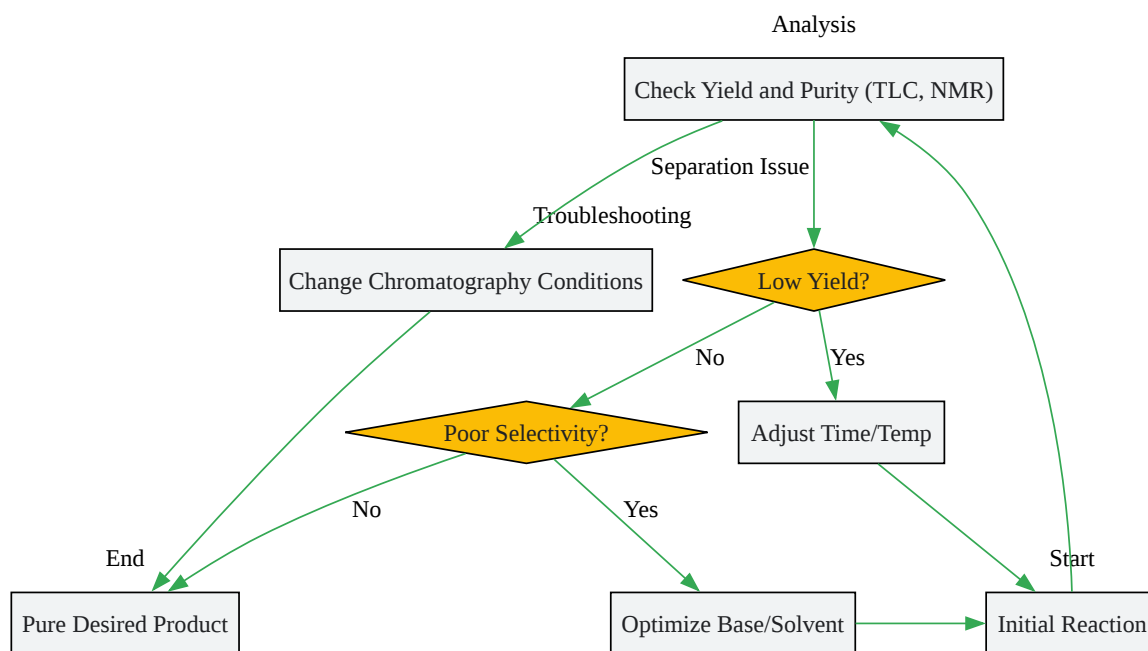 Analysis
Check Yield and Purity (TLC, NMR)
Separation Issue
Troubleshooting
Change Chromatography Conditions
Low Yield?
No
Yes
Poor Selectivity?
Adjust Time/Temp
No
Yes
End
Start
Pure Desired Product
Optimize Base/Solvent
Initial Reaction